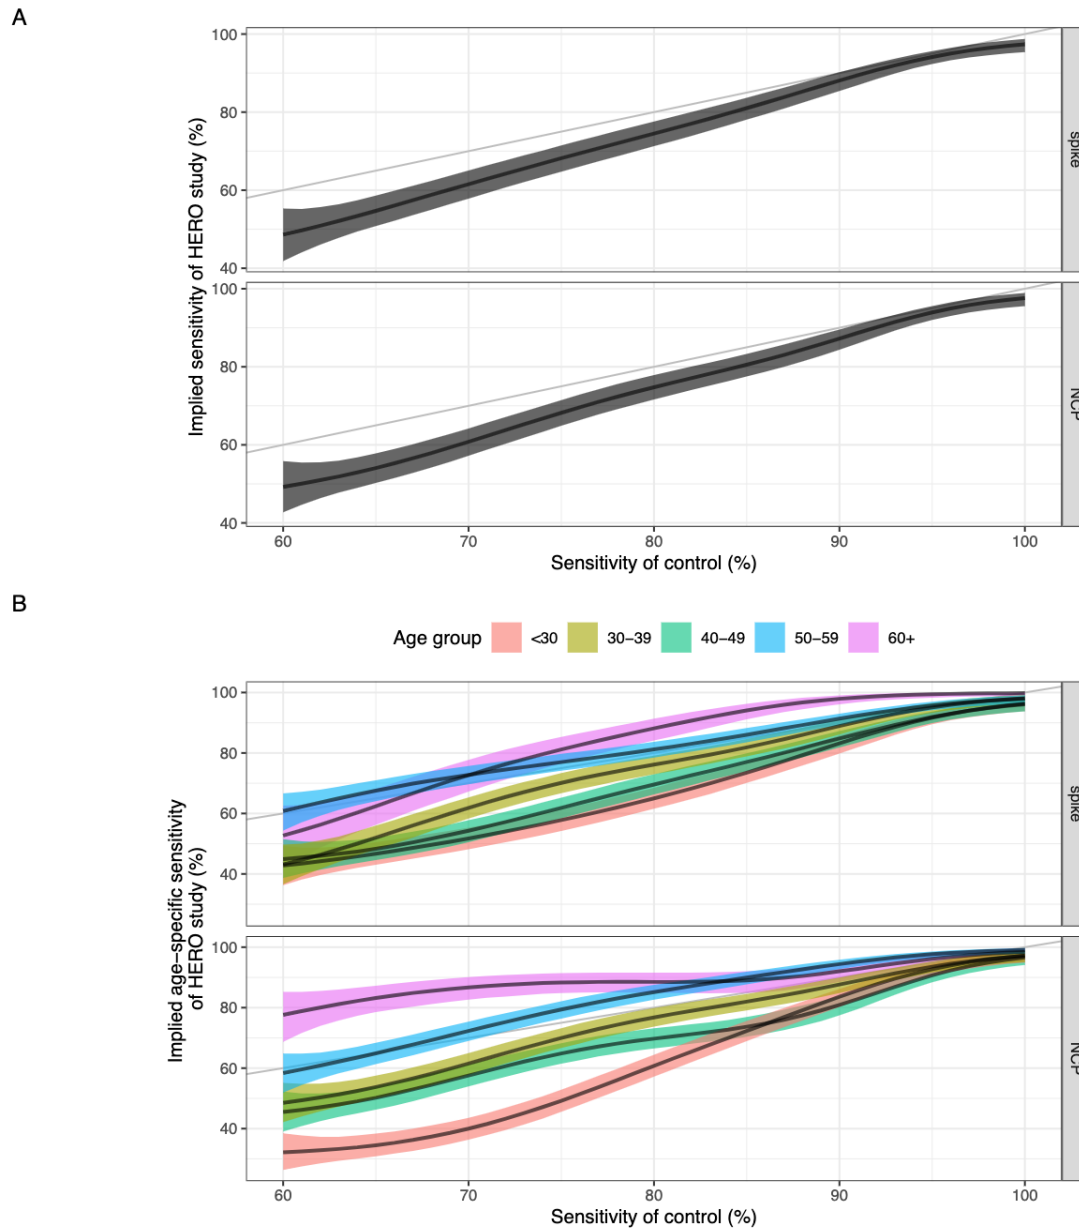 A
100
80
60
40
spike
100
80
60
40
NCP
Implied sensitivity of HERO study (%)
60 70 80 90 100
Sensitivity of control (%)
B
Age group <30 30–39 40–49 50–59 60+
100
80
60
40
spike
100
80
60
40
NCP
Implied age–specific sensitivity
of HERO study (%)
60 70 80 90 100
Sensitivity of control (%)